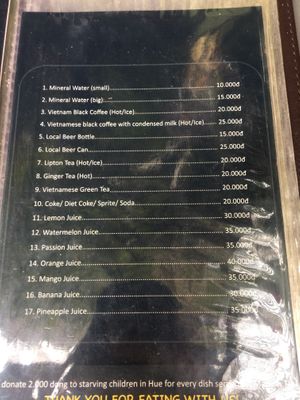 1. Mineral Water (small)..........10.000đ
2. Mineral Water (big)..........15.000đ
3. Vietnam Black Coffee (Hot/Ice)..........20.000đ
4. Vietnamese black coffee with condensed milk (Hot/Ice)..........25.000đ
5. Local Beer Bottle..........15.000đ
6. Local Beer Can..........25.000đ
7. Lipton Tea (Hot/Ice)..........20.000đ
8. Ginger Tea (Hot)..........20.000đ
9. Vietnamese Green Tea..........20.000đ
10. Coke/ Diet Coke/ Sprite/ Soda..........20.000đ
11. Lemon Juice..........30.000đ
12. Watermelon Juice..........35.000đ
13. Passion Juice..........35.000đ
14. Orange Juice..........40.000đ
15. Mango Juice..........35.000đ
16. Banana Juice..........30.000đ
17. Pineapple Juice..........35.000đ
donate 2.000 dong to starving children in Hue for every dish
THANK YOU FOR EATING WITH US!